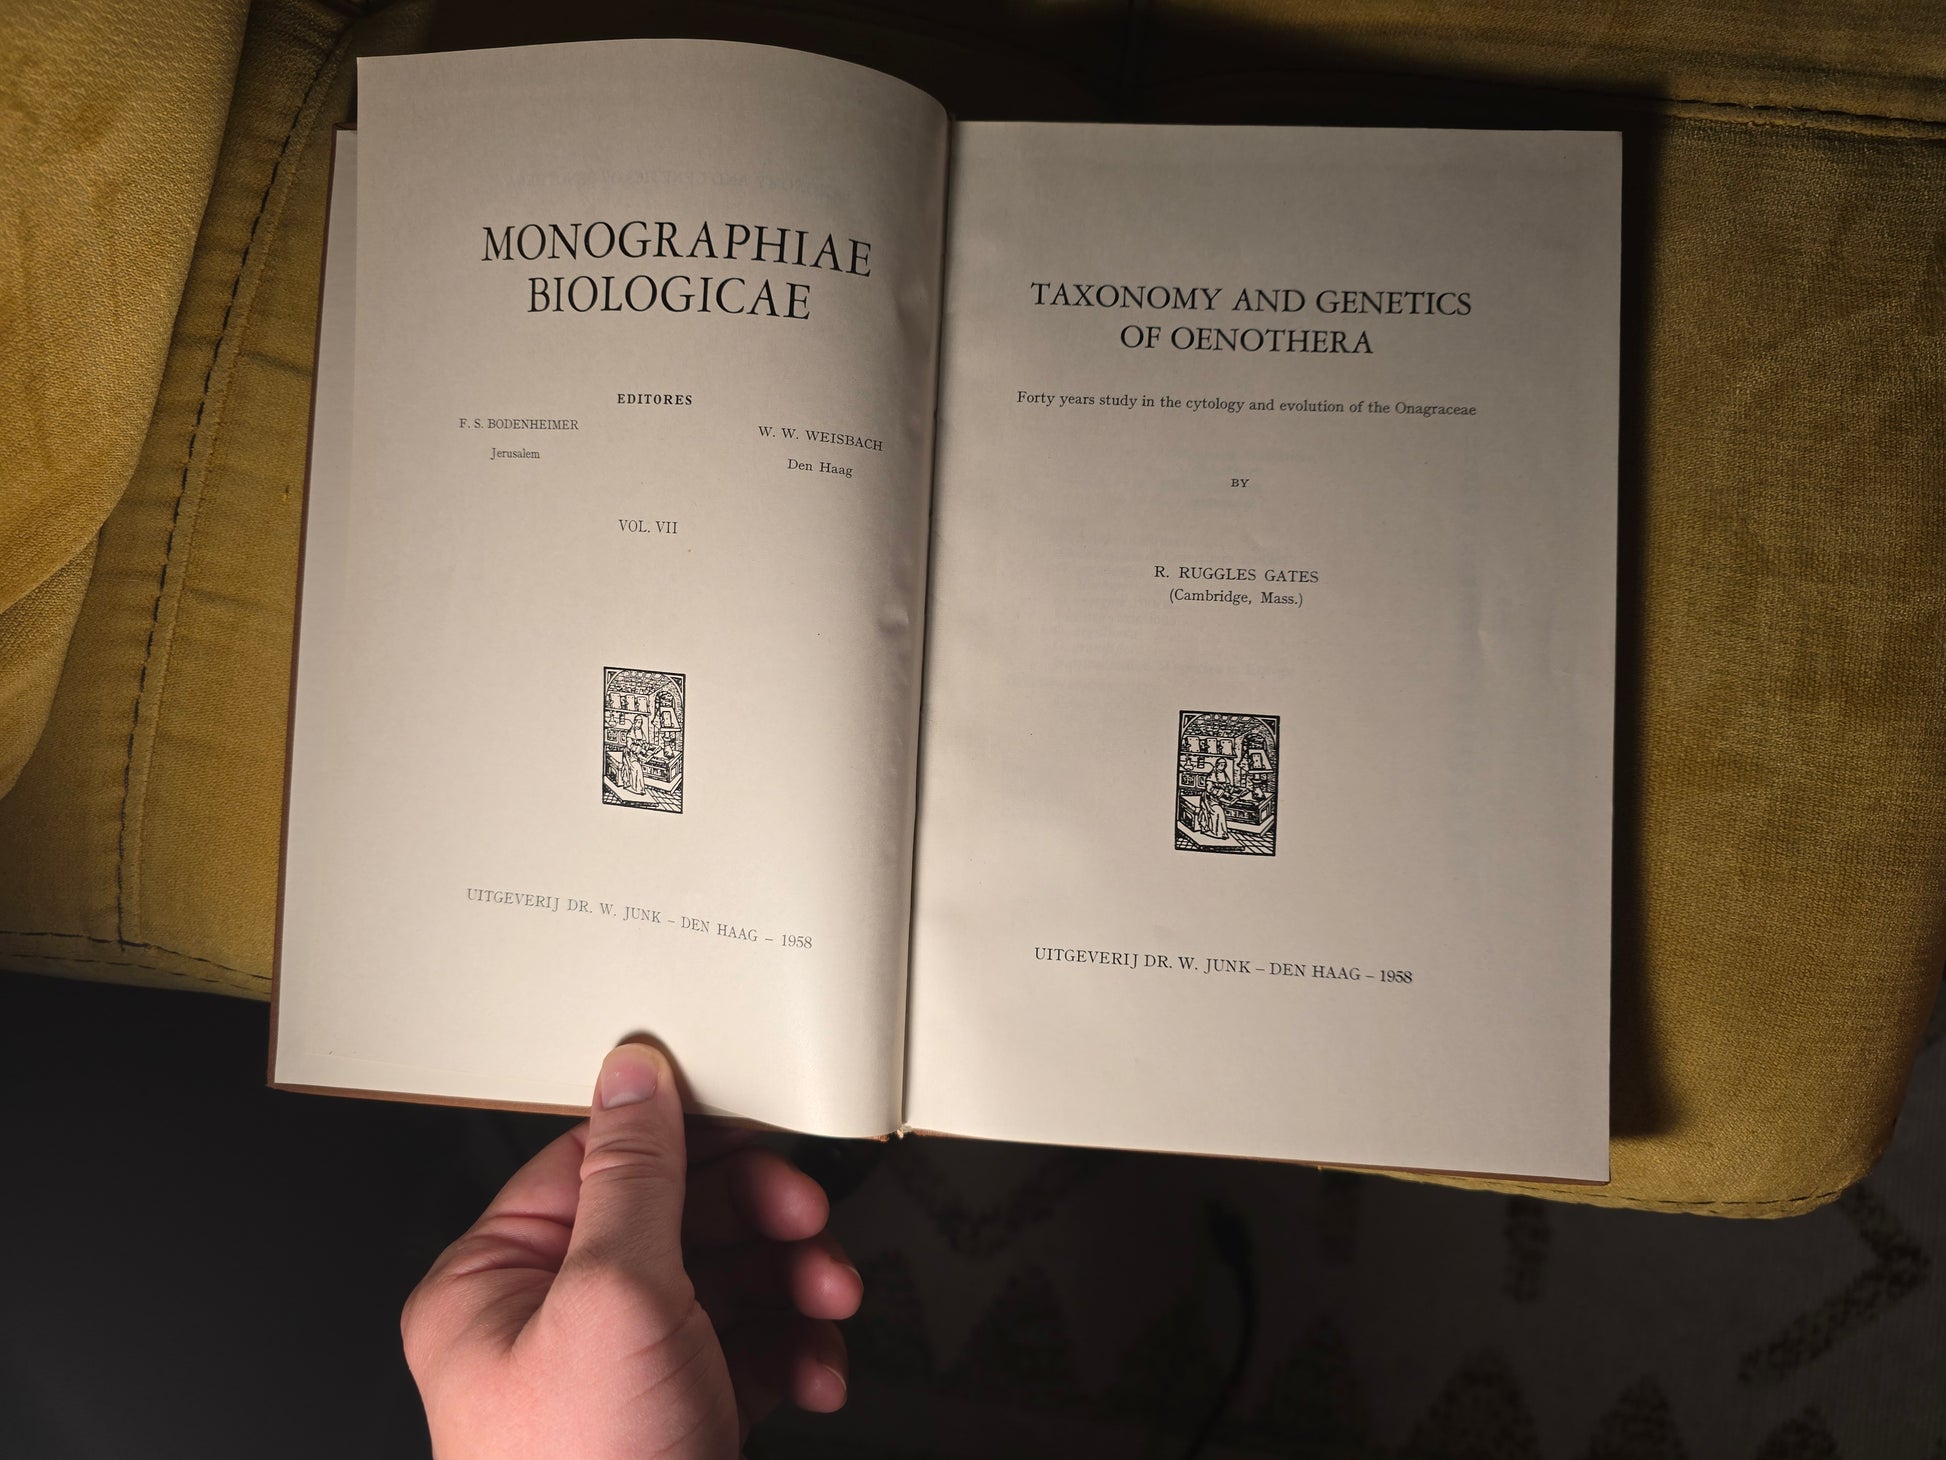 MONOGRAPHIAE
BIOLOGICAE
EDITORES
F. S. BODENHEIMER
Jerusalem
W. W. WEISBACH
Den Haag
VOL. VII
UITGEVERIJ DR. W. JUNK – DEN HAAG – 1958
TAXONOMY AND GENETICS
OF OENOTHERA
Forty years study in the cytology and evolution of the Onagraceae
BY
R. RUGGLES GATES
(Cambridge, Mass.)
UITGEVERIJ DR. W. JUNK – DEN HAAG – 1958